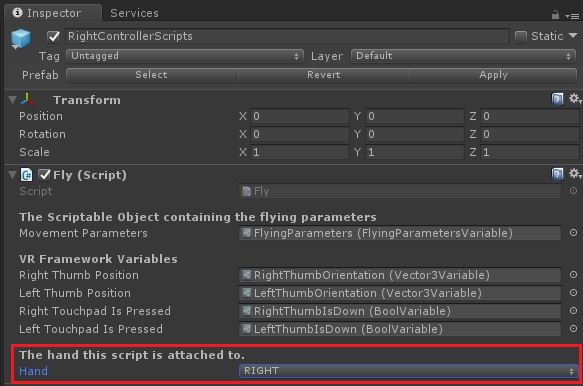 Inspector Services
RightControllerScripts Static
Tag Untagged Layer Default
Prefab Select Revert Apply
Transform
Position X 0 Y 0 Z 0
Rotation X 0 Y 0 Z 0
Scale X 1 Y 1 Z 1
Fly (Script)
Script Fly
The Scriptable Object containing the flying parameters
Movement Parameters FlyingParameters (FlyingParametersVariable)
VR Framework Variables
Right Thumb Position RightThumbOrientation (Vector3Variable)
Left Thumb Position LeftThumbOrientation (Vector3Variable)
Right Touchpad Is Pressed RightThumbIsDown (BoolVariable)
Left Touchpad Is Pressed LeftThumbIsDown (BoolVariable)
The hand this script is attached to.
Hand RIGHT